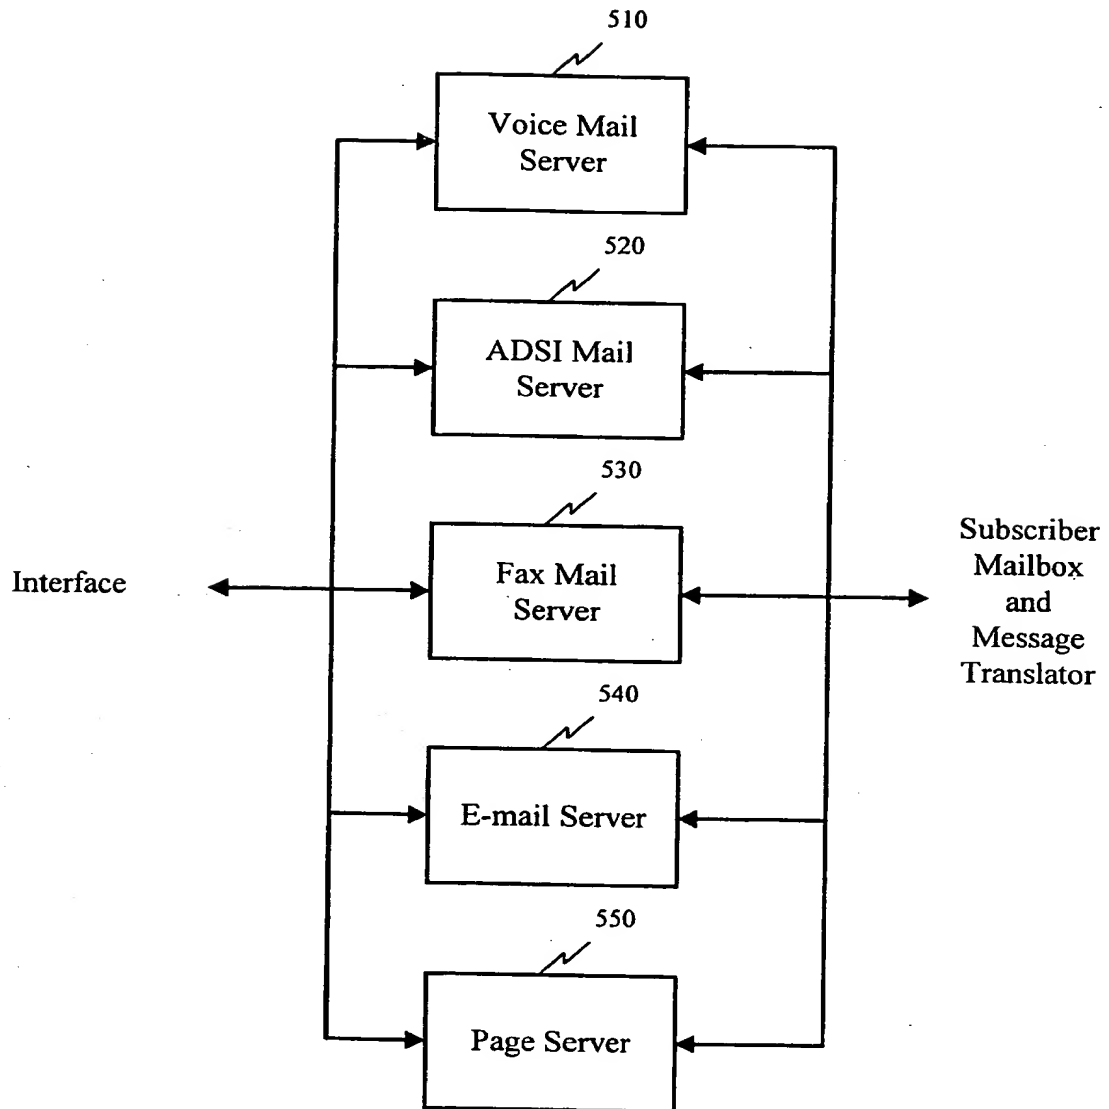 510
Voice Mail
Server
520
ADSI Mail
Server
530
Interface
Fax Mail
Server
Subscriber
Mailbox
and
Message
Translator
540
E-mail Server
550
Page Server